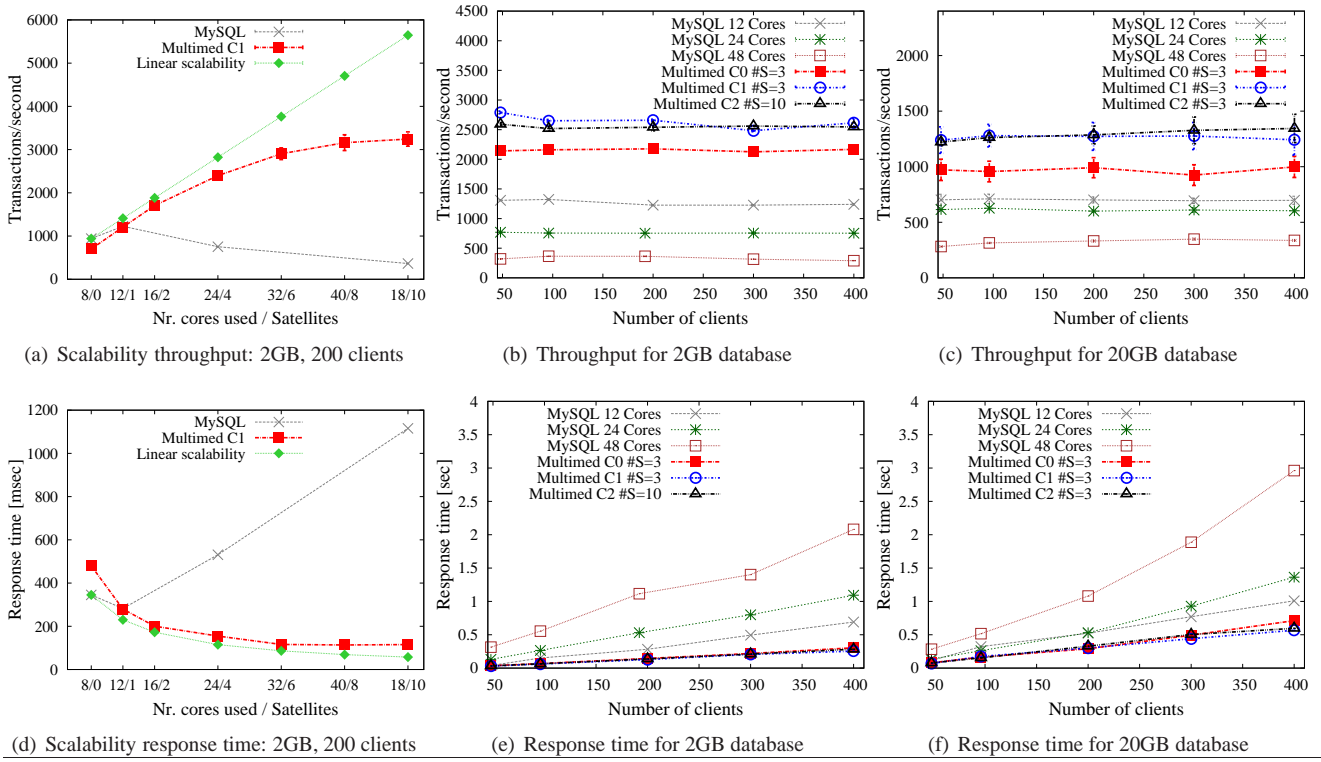 6000
5000
4000
3000
2000
1000
0
Transactions/second
MySQL
Multimed C1
Linear scalability
8/0 12/1 16/2 24/4 32/6 40/8 18/10
Nr. cores used / Satellites
(a) Scalability throughput: 2GB, 200 clients
4500
4000
3500
3000
2500
2000
1500
1000
500
0
Transactions/second
MySQL 12 Cores
MySQL 24 Cores
MySQL 48 Cores
Multimed C0 #S=3
Multimed C1 #S=3
Multimed C2 #S=10
50 100 150 200 250 300 350 400
Number of clients
(b) Throughput for 2GB database
2000
1500
1000
500
0
Transactions/second
MySQL 12 Cores
MySQL 24 Cores
MySQL 48 Cores
Multimed C0 #S=3
Multimed C1 #S=3
Multimed C2 #S=3
50 100 150 200 250 300 350 400
Number of clients
(c) Throughput for 20GB database
1200
1000
800
600
400
200
0
Response time [msec]
MySQL
Multimed C1
Linear scalability
8/0 12/1 16/2 24/4 32/6 40/8 18/10
Nr. cores used / Satellites
(d) Scalability response time: 2GB, 200 clients
4
3.5
3
2.5
2
1.5
1
0.5
0
Response time [sec]
MySQL 12 Cores
MySQL 24 Cores
MySQL 48 Cores
Multimed C0 #S=3
Multimed C1 #S=3
Multimed C2 #S=10
50 100 150 200 250 300 350 400
Number of clients
(e) Response time for 2GB database
4
3.5
3
2.5
2
1.5
1
0.5
0
Response time [sec]
MySQL 12 Cores
MySQL 24 Cores
MySQL 48 Cores
Multimed C0 #S=3
Multimed C1 #S=3
Multimed C2 #S=3
50 100 150 200 250 300 350 400
Number of clients
(f) Response time for 20GB database